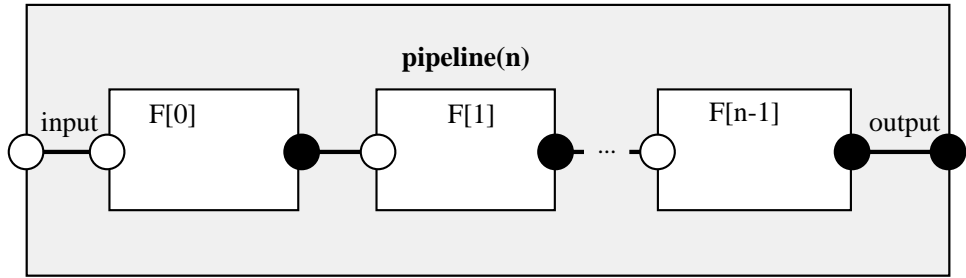 pipeline(n)
input
F[0]
F[1]
...
F[n-1]
output